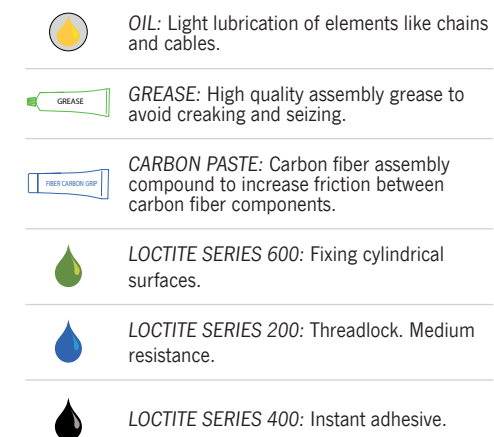 OIL: Light lubrication of elements like chains
and cables.
GREASE
GREASE: High quality assembly grease to
avoid creaking and seizing.
FIBER CARBON GRIP
CARBON PASTE: Carbon fiber assembly
compound to increase friction between
carbon fiber components.
LOCTITE SERIES 600: Fixing cylindrical
surfaces.
LOCTITE SERIES 200: Threadlock. Medium
resistance.
LOCTITE SERIES 400: Instant adhesive.